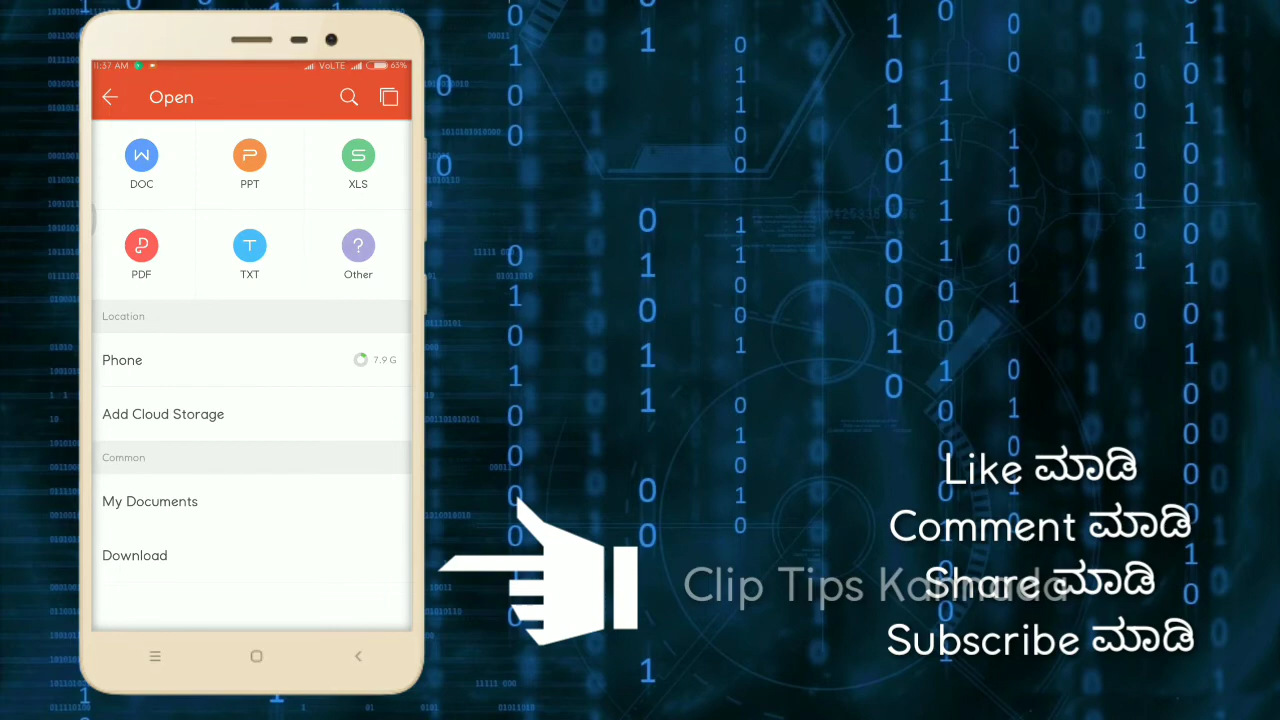 11:37 AM
VoLTE
63%
Open
DOC
PPT
XLS
PDF
TXT
Other
Location
Phone
7.9 G
Add Cloud Storage
Common
My Documents
Download
Like ಮಾಡಿ
Comment ಮಾಡಿ
Clip Tips Kannada
Share ಮಾಡಿ
Subscribe ಮಾಡಿ